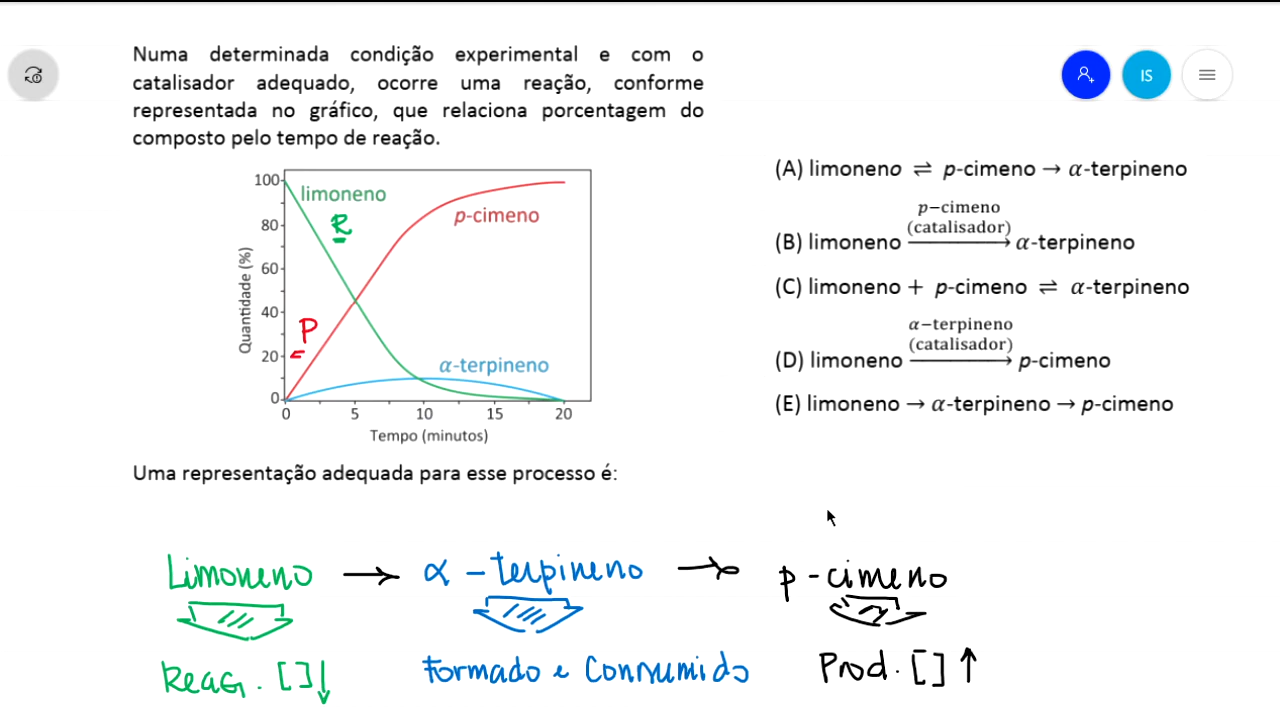 Numa determinada condição experimental e com o
catalisador adequado, ocorre uma reação, conforme
representada no gráfico, que relaciona porcentagem do
composto pelo tempo de reação.
IS
100
80
60
40
20
0
Quantidade (%)
limoneno
R
p-cimeno
P
α-terpineno
0 5 10 15 20
Tempo (minutos)
(A) limoneno ⇌ p-cimeno → α-terpineno
p−cimeno
(catalisador)
(B) limoneno → α-terpineno
(C) limoneno + p-cimeno ⇌ α-terpineno
α−terpineno
(catalisador)
(D) limoneno → p-cimeno
(E) limoneno → α-terpineno → p-cimeno
Uma representação adequada para esse processo é:
Limoneno → α - terpineno → p - cimeno
Reag. [ ] ↓ Formado e Consumido Prod. [ ] ↑